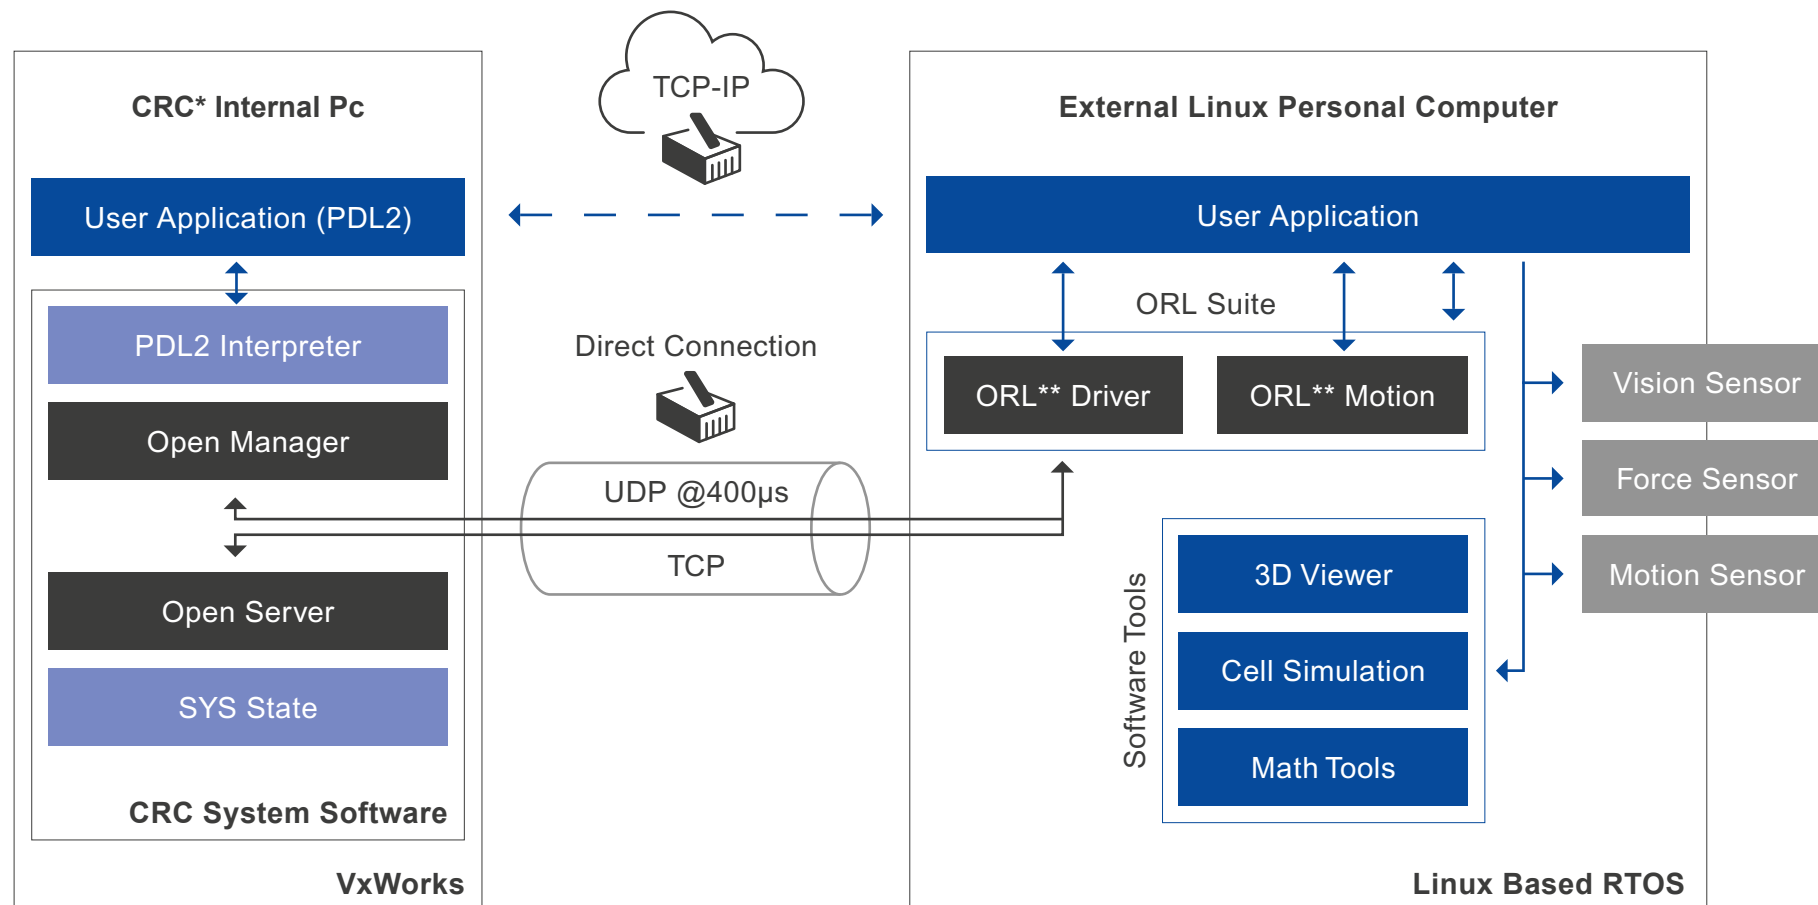 TCP-IP
CRC* Internal Pc
User Application (PDL2)
PDL2 Interpreter
Open Manager
Open Server
SYS State
CRC System Software
VxWorks
Direct Connection
UDP @400µs
TCP
External Linux Personal Computer
User Application
ORL Suite
ORL** Driver
ORL** Motion
Vision Sensor
Force Sensor
Motion Sensor
Software Tools
3D Viewer
Cell Simulation
Math Tools
Linux Based RTOS